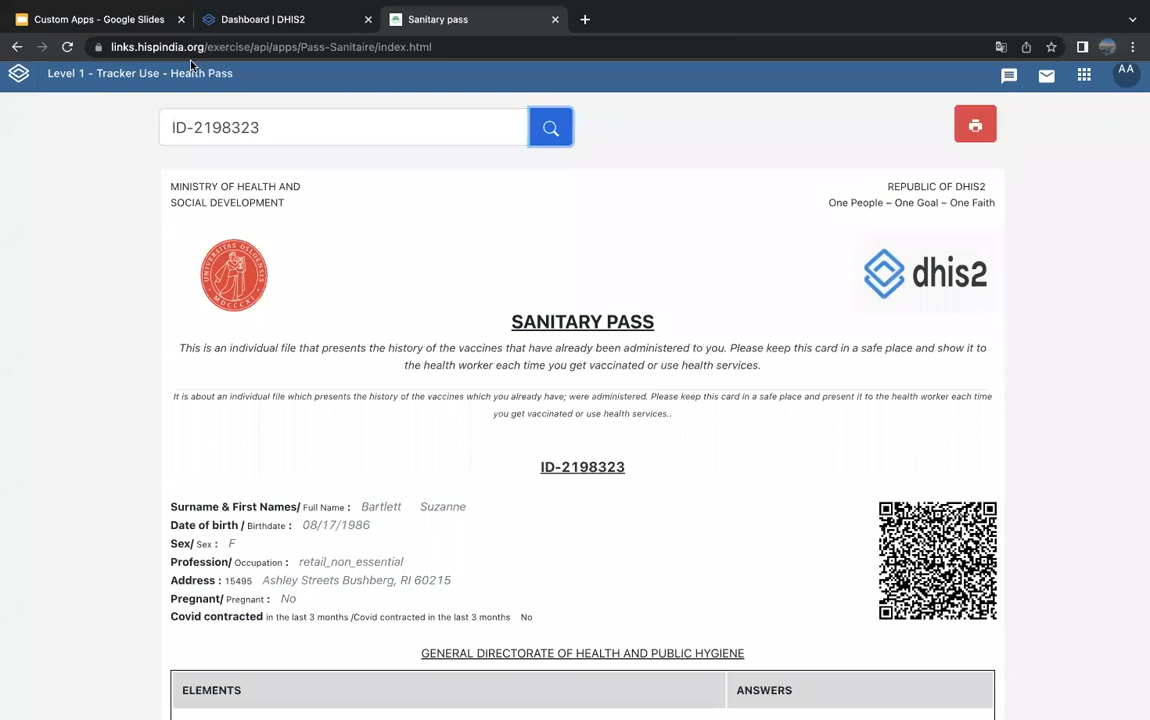 Custom Apps - Google Slides
Dashboard | DHIS2
Sanitary pass
links.hispindia.org/exercise/api/apps/Pass-Sanitaire/index.html
Level 1 - Tracker Use - Health Pass
AA
ID-2198323
MINISTRY OF HEALTH AND
SOCIAL DEVELOPMENT
REPUBLIC OF DHIS2
One People – One Goal – One Faith
UNIVERSITAS OSLOENSIS
MDCCCXI
dhis2
SANITARY PASS
This is an individual file that presents the history of the vaccines that have already been administered to you. Please keep this card in a safe place and show it to
the health worker each time you get vaccinated or use health services.
It is about an individual file which presents the history of the vaccines which you already have; were administered. Please keep this card in a safe place and present it to the health worker each time
you get vaccinated or use health services..
ID-2198323
Surname & First Names/ Full Name : Bartlett Suzanne
Date of birth / Birthdate : 08/17/1986
Sex/ Sex : F
Profession/ Occupation : retail_non_essential
Address : 15495 Ashley Streets Bushberg, RI 60215
Pregnant/ Pregnant : No
Covid contracted in the last 3 months /Covid contracted in the last 3 months No
GENERAL DIRECTORATE OF HEALTH AND PUBLIC HYGIENE
ELEMENTS
ANSWERS